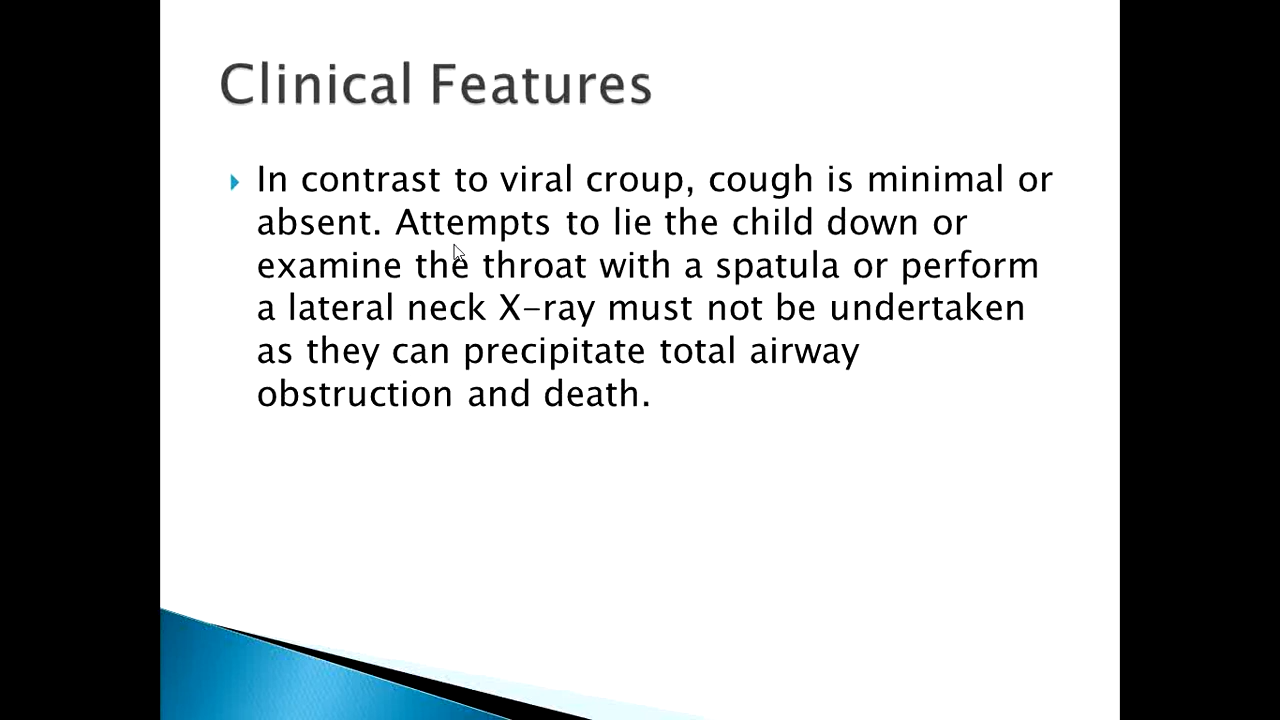 Clinical Features
In contrast to viral croup, cough is minimal or
absent. Attempts to lie the child down or
examine the throat with a spatula or perform
a lateral neck X-ray must not be undertaken
as they can precipitate total airway
obstruction and death.